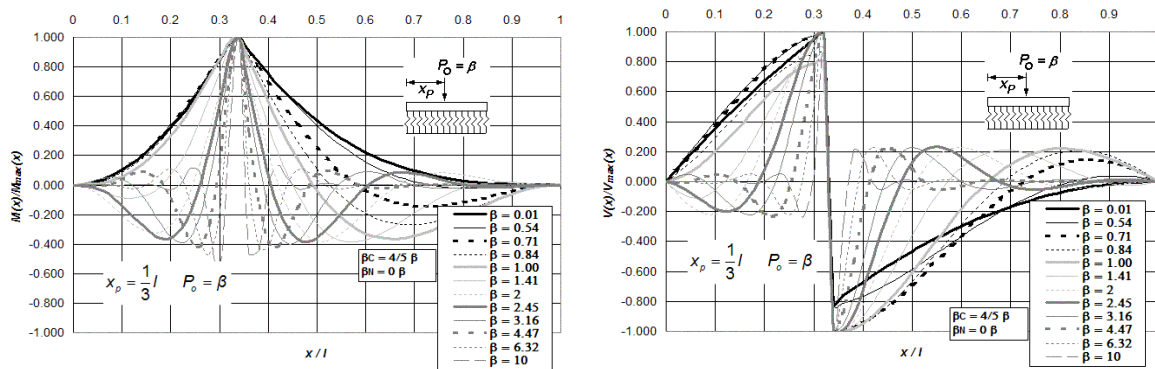 0 0.1 0.2 0.3 0.4 0.5 0.6 0.7 0.8 0.9 1
1.000
0.800
0.600
0.400
0.200
0.000
-0.200
-0.400
-0.600
-0.800
-1.000
M(x)/Mmax(x)
Po = β
xP
xp = 1/3 l Po = β
βC = 4/5 β
βN = 0 β
β = 0.01
β = 0.54
β = 0.71
β = 0.84
β = 1.00
β = 1.41
β = 2
β = 2.45
β = 3.16
β = 4.47
β = 6.32
β = 10
x / l
0 0.1 0.2 0.3 0.4 0.5 0.6 0.7 0.8 0.9
1.000
0.800
0.600
0.400
0.200
0.000
-0.200
-0.400
-0.600
-0.800
-1.000
V(x)/Vmax(x)
Po = β
xP
xp = 1/3 l Po = β
βC = 4/5 β
βN = 0 β
β = 0.01
β = 0.54
β = 0.71
β = 0.84
β = 1.00
β = 1.41
β = 2
β = 2.45
β = 3.16
β = 4.47
β = 6.32
β = 10
x / l